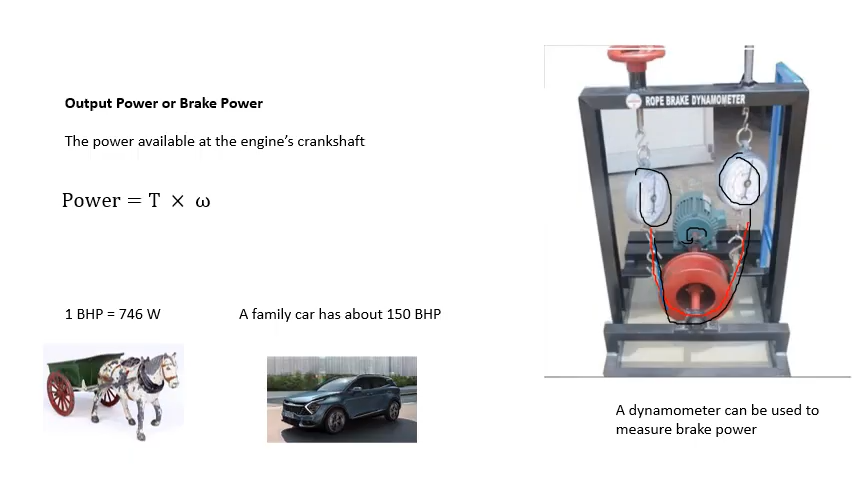 Output Power or Brake Power
The power available at the engine’s crankshaft
Power = T × ω
1 BHP = 746 W
A family car has about 150 BHP
ROPE BRAKE DYNAMOMETER
A dynamometer can be used to
measure brake power